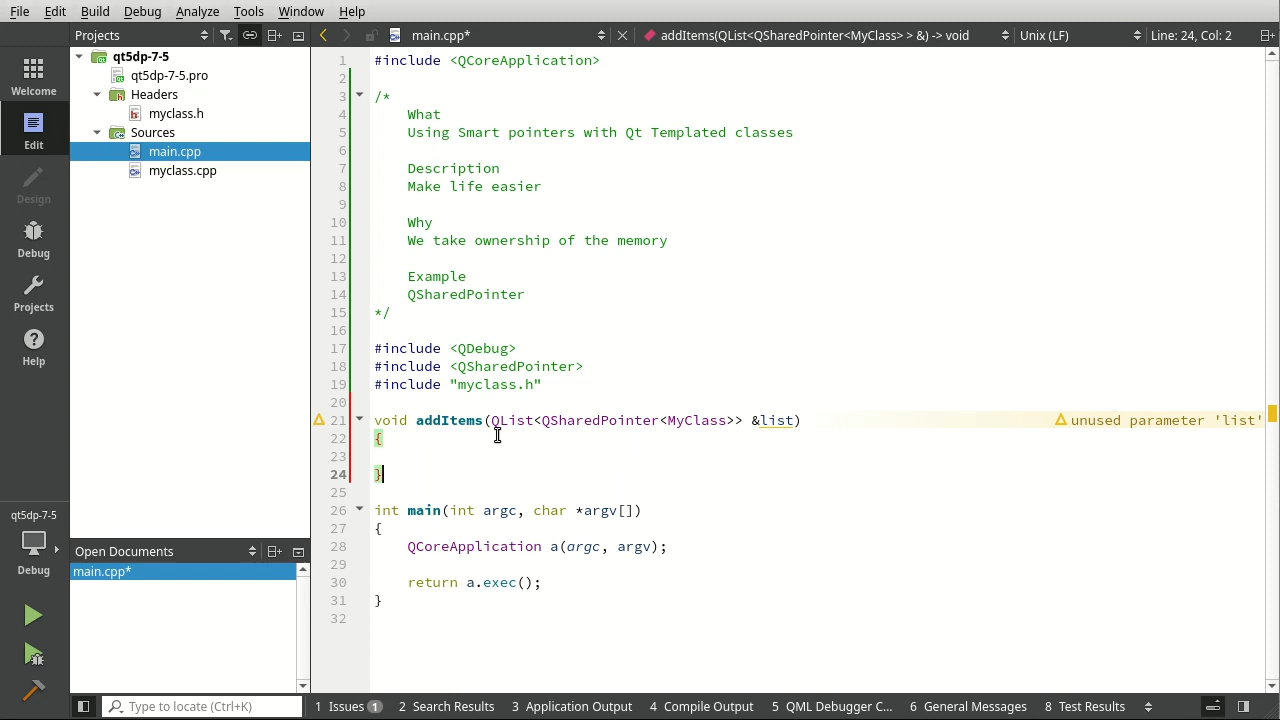 File Edit Build Debug Analyze Tools Window Help
Projects
main.cpp*
addItems(QList<QSharedPointer<MyClass> > &) -> void
Unix (LF)
Line: 24, Col: 2
Welcome
Edit
Design
Debug
Projects
Help
qt5dp-7-5
Debug
qt5dp-7-5
qt5dp-7-5.pro
Headers
myclass.h
Sources
main.cpp
myclass.cpp
Open Documents
main.cpp*
1 #include <QCoreApplication>
2
3 /*
4 What
5 Using Smart pointers with Qt Templated classes
6
7 Description
8 Make life easier
9
10 Why
11 We take ownership of the memory
12
13 Example
14 QSharedPointer
15 */
16
17 #include <QDebug>
18 #include <QSharedPointer>
19 #include "myclass.h"
20
21 void addItems(QList<QSharedPointer<MyClass>> &list) unused parameter 'list'
22 {
23
24 }
25
26 int main(int argc, char *argv[])
27 {
28 QCoreApplication a(argc, argv);
29
30 return a.exec();
31 }
32
Type to locate (Ctrl+K)
1 Issues 1
2 Search Results
3 Application Output
4 Compile Output
5 QML Debugger C...
6 General Messages
8 Test Results